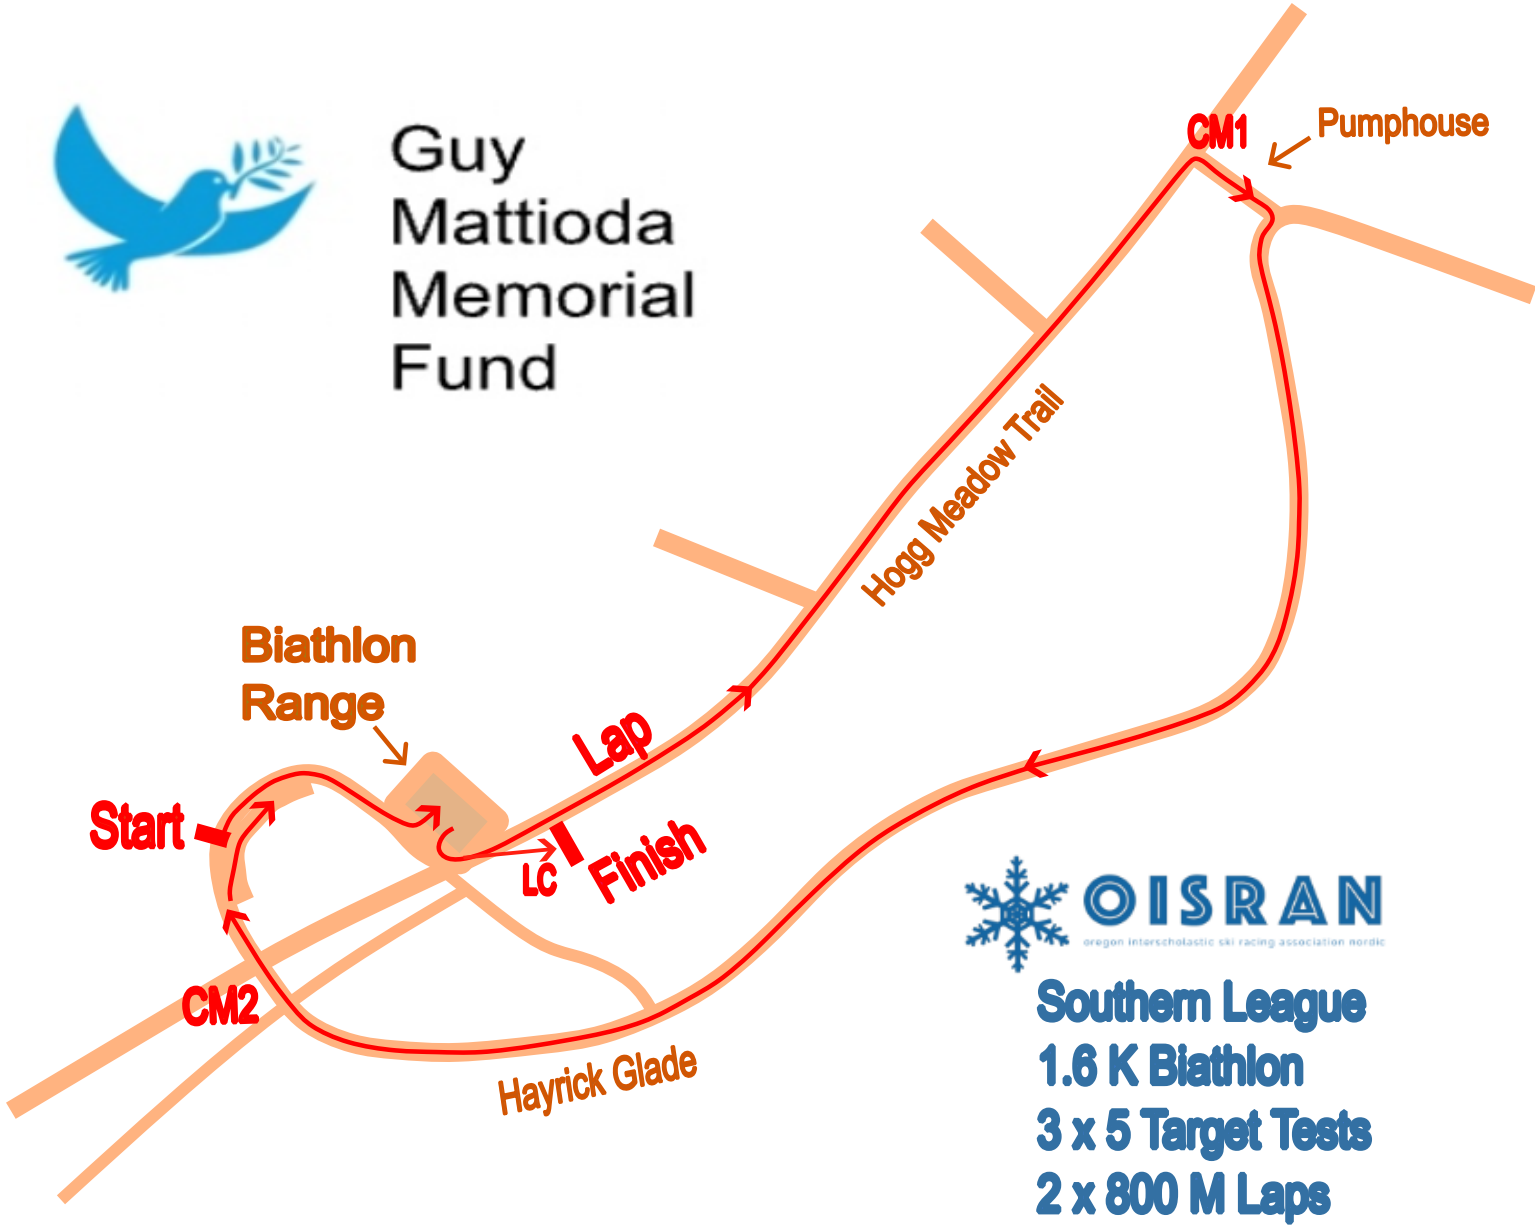 Guy
Mattioda
Memorial
Fund
CM1
Pumphouse
Hogg Meadow Trail
Biathlon
Range
Lap
Start
Finish
LC
CM2
Hayrick Glade
OISRAN
oregon interscholastic ski racing association nordic
Southern League
1.6 K Biathlon
3 x 5 Target Tests
2 x 800 M Laps